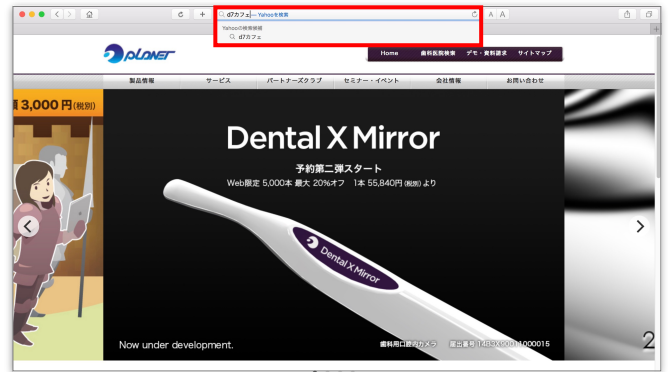 d7カフェ — Yahooを検索
Yahooの検索候補
d7カフェ
PLANET
Home 歯科医院検索 デモ・資料請求 サイトマップ
製品情報 サービス パートナーズクラブ セミナー・イベント 会社情報 お問い合わせ
額 3,000 円(税別)
Dental X Mirror
予約第二弾スタート
Web限定 5,000本 最大 20%オフ 1本 55,840円(税別)より
Dental X Mirror
Now under development.
歯科用口腔内カメラ 届出番号
2